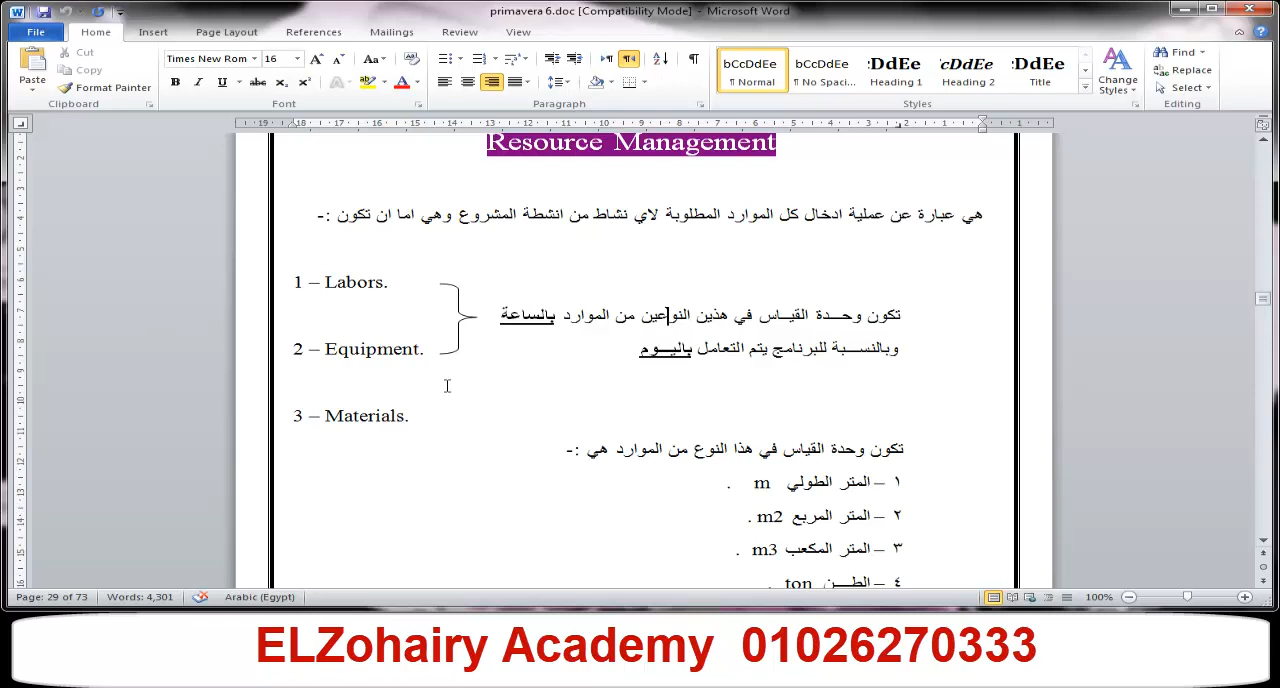 primavera 6.doc [Compatibility Mode] - Microsoft Word
File Home Insert Page Layout References Mailings Review View
Paste
Cut
Copy
Format Painter
Clipboard
Times New Rom 16
B I U abc
Font
Paragraph
bCcDdEe ¶ Normal
bCcDdEe ¶ No Spaci...
Heading 1
Heading 2
Title
Change Styles
Styles
Find
Replace
Select
Editing
Resource Management
هي عبارة عن عملية ادخال كل الموارد المطلوبة لاي نشاط من انشطة المشروع وهي اما ان تكون :-
1 – Labors.
تكون وحـــدة القيــاس في هذين النوعين من الموارد بالساعة
2 – Equipment.
وبالنســـبة للبرنامج يتم التعامل باليـــوم
3 – Materials.
تكون وحدة القياس في هذا النوع من الموارد هي :-
١ – المتر الطولي m .
٢ – المتر المربع m2 .
٣ – المتر المكعب m3 .
٤ – الطـــن ton .
Page: 29 of 73 Words: 4,301 Arabic (Egypt) 100%
ELZohairy Academy 01026270333